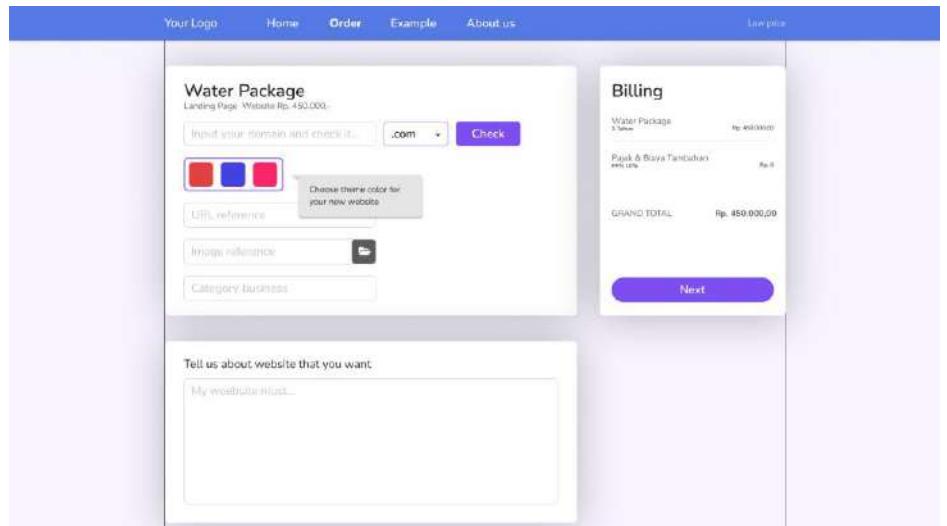 Your Logo Home Order Example About us Low price
Water Package
Landing Page Website Rp. 450.000,-
Input your domain and check it...
.com
Check
Choose theme color for
your new website
URL reference
Image reference
Category business
Billing
Water Package
Rp. 450.000,00
Pajak & Biaya Tambahan
Rp. 0
GRAND TOTAL Rp. 450.000,00
Next
Tell us about website that you want
My website must...